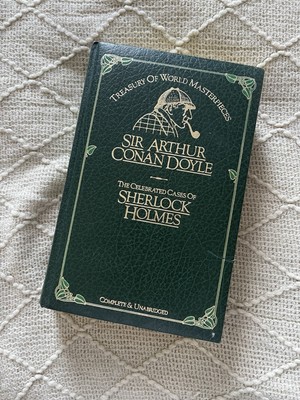 TREASURY OF WORLD MASTERPIECES
SIR ARTHUR
CONAN DOYLE
THE CELEBRATED CASES OF
SHERLOCK
HOLMES
COMPLETE & UNABRIDGED